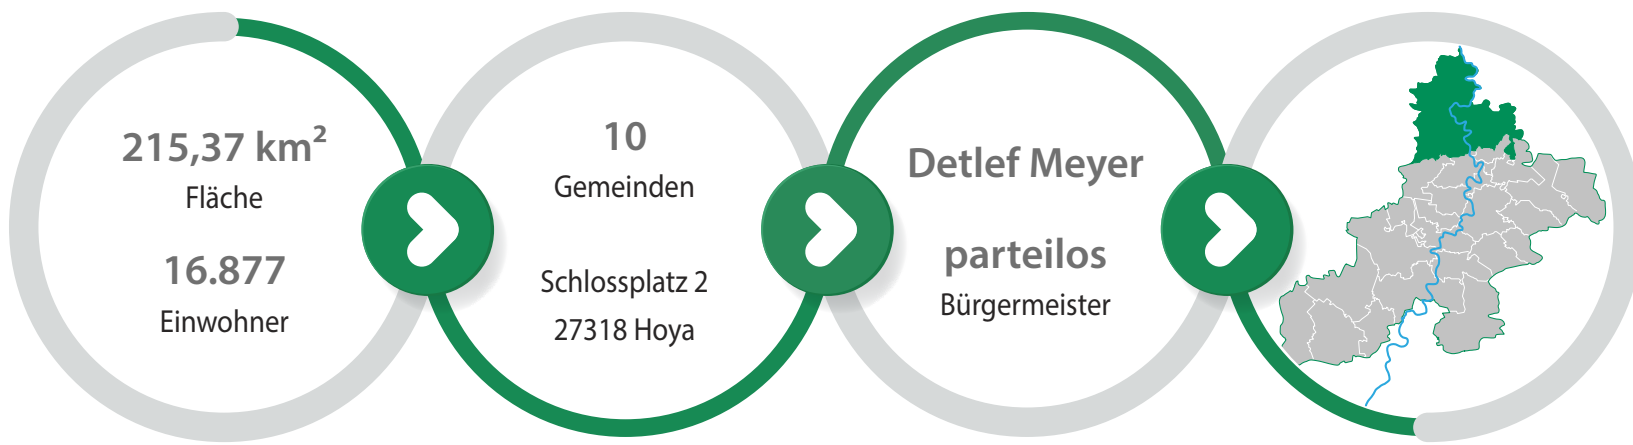 215,37 km²
Fläche
16.877
Einwohner
10
Gemeinden
Schlossplatz 2
27318 Hoya
Detlef Meyer
parteilos
Bürgermeister